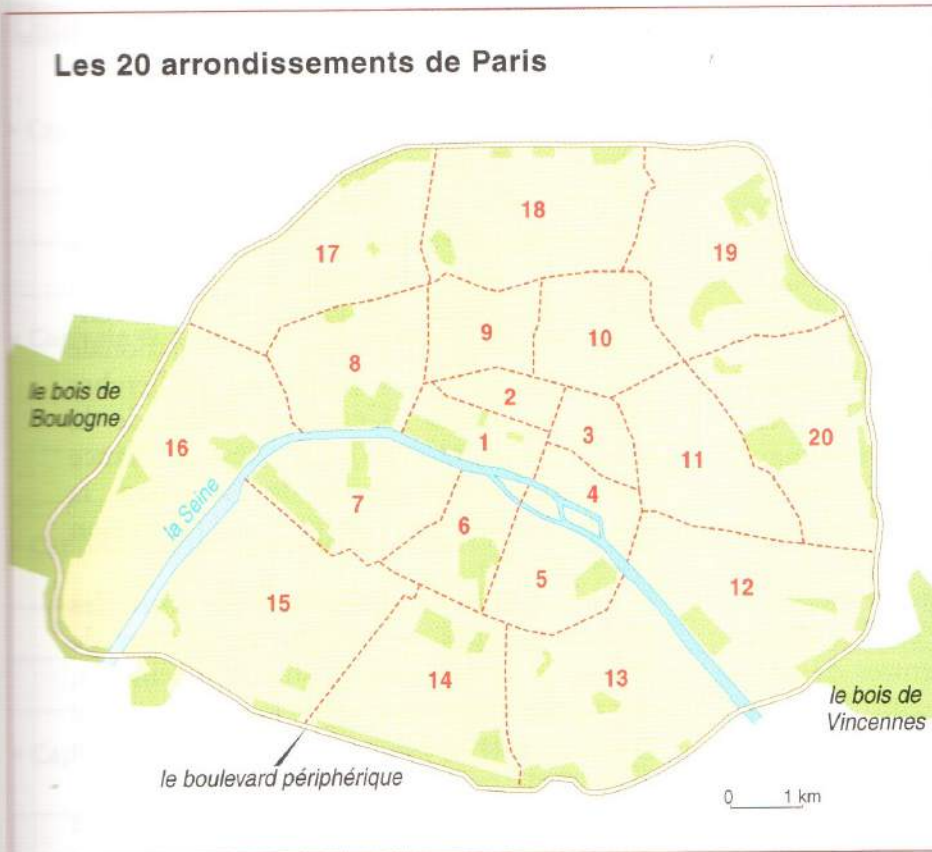 Les 20 arrondissements de Paris
18
17
19
9
10
8
le bois de
Boulogne
2
16
1
3
20
11
la Seine
7
4
6
5
12
15
14
13
le bois de
Vincennes
le boulevard périphérique
0 1 km